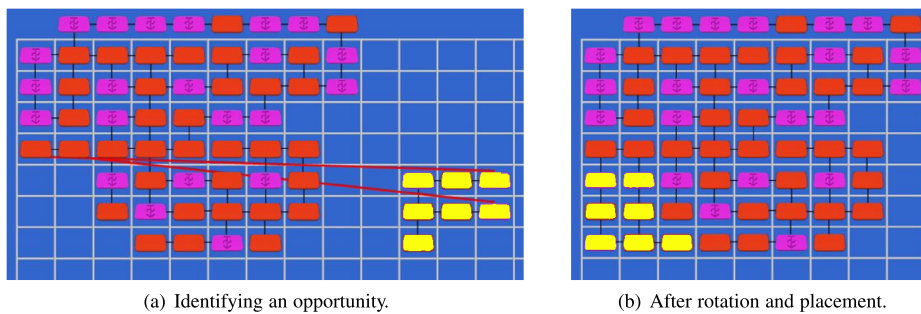 (a) Identifying an opportunity.
(b) After rotation and placement.